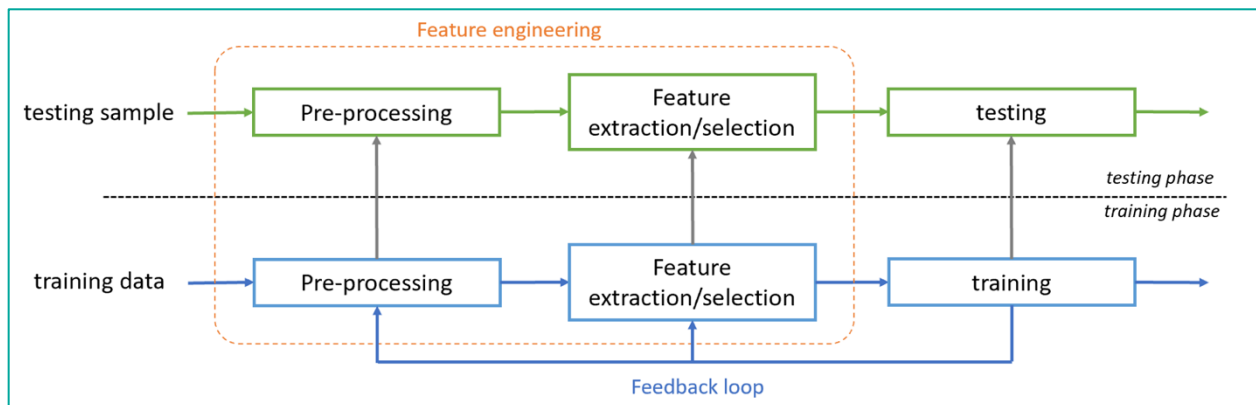 Feature engineering
testing sample
Pre-processing
Feature
extraction/selection
testing
testing phase
training phase
training data
Pre-processing
Feature
extraction/selection
training
Feedback loop